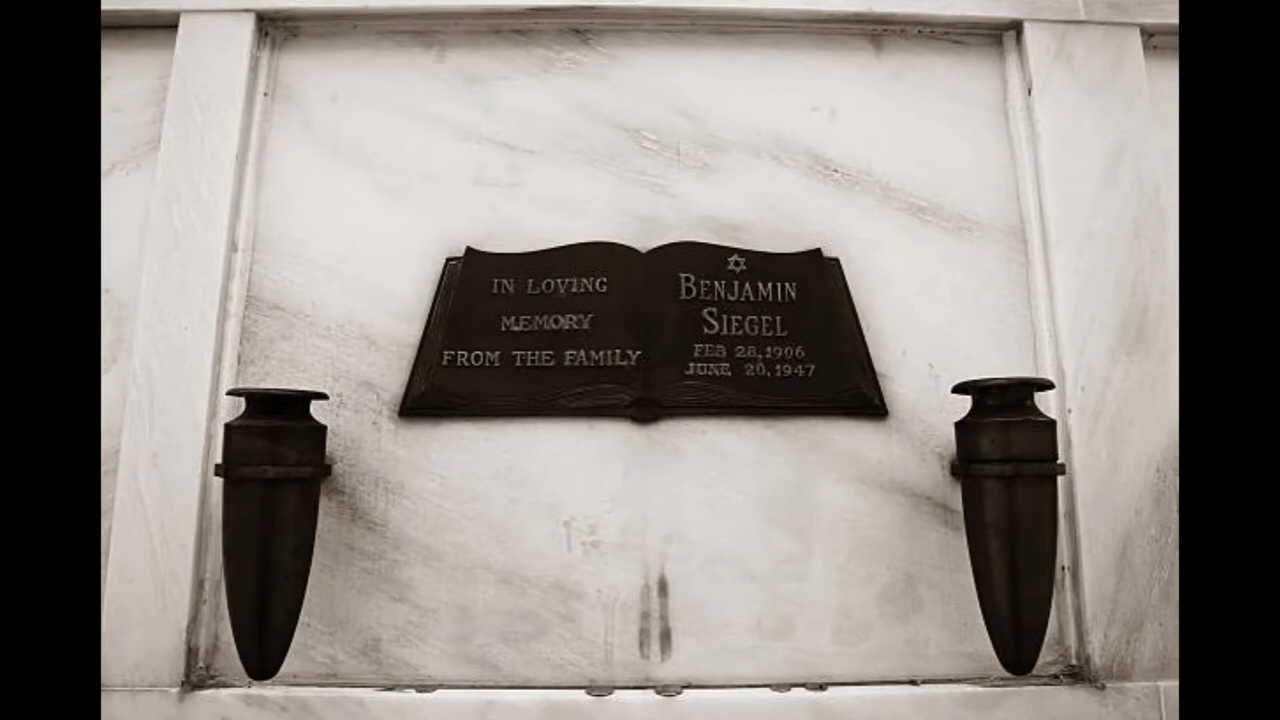 IN LOVING
MEMORY
FROM THE FAMILY
BENJAMIN
SIEGEL
FEB 28, 1906
JUNE 20, 1947